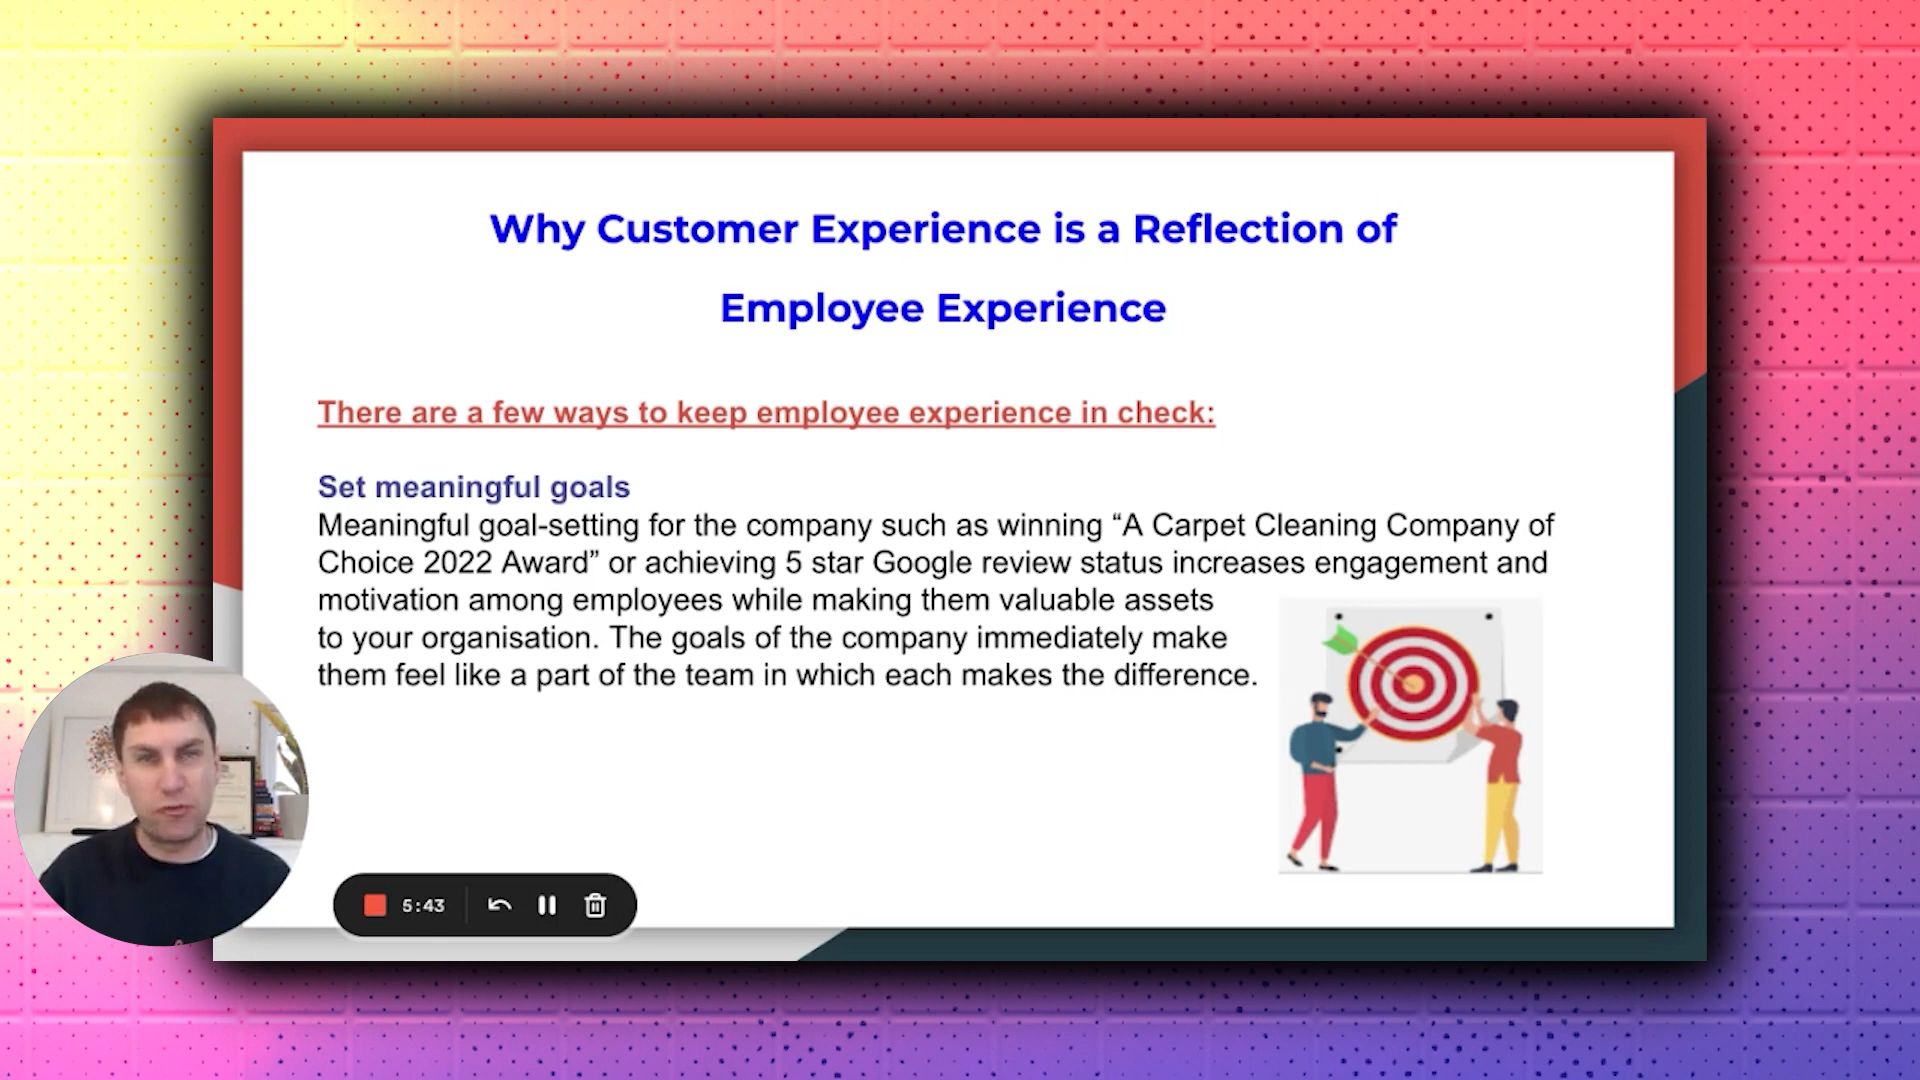 Why Customer Experience is a Reflection of
Employee Experience
There are a few ways to keep employee experience in check:
Set meaningful goals
Meaningful goal-setting for the company such as winning “A Carpet Cleaning Company of
Choice 2022 Award” or achieving 5 star Google review status increases engagement and
motivation among employees while making them valuable assets
to your organisation. The goals of the company immediately make
them feel like a part of the team in which each makes the difference.
5:43